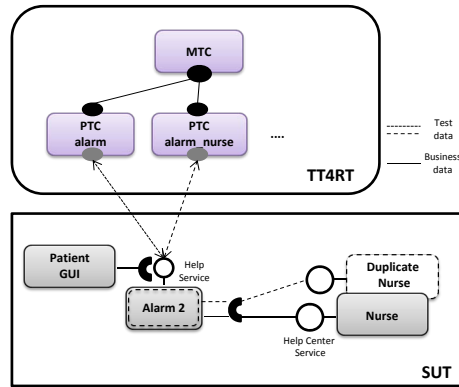 MTC
PTC
alarm
PTC
alarm_nurse
....
TT4RT
Test
data
Business
data
Patient
GUI
Help
Service
Alarm 2
Duplicate
Nurse
Nurse
Help Center
Service
SUT